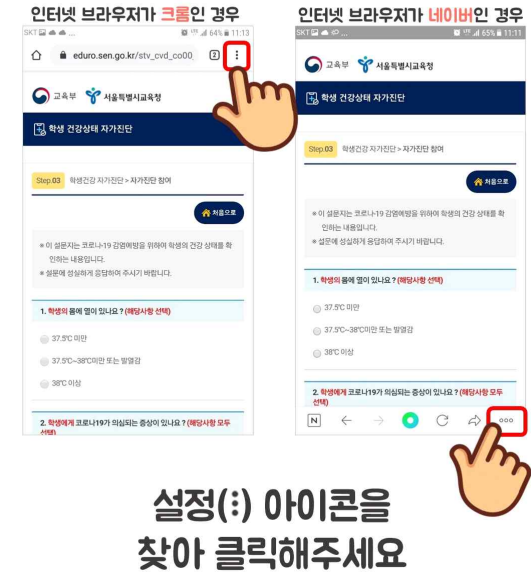 인터넷 브라우저가 크롬인 경우
SKT 64% 11:13
eduro.sen.go.kr/stv_cvd_co00 2
교육부 서울특별시교육청
학생 건강상태 자가진단
Step.03 학생건강 자가진단 > 자가진단 참여
처음으로
※ 이 설문지는 코로나-19 감염예방을 위하여 학생의 건강 상태를 확
인하는 내용입니다.
※ 설문에 성실하게 응답하여 주시기 바랍니다.
1. 학생의 몸에 열이 있나요 ? (해당사항 선택)
37.5℃ 미만
37.5℃~38℃미만 또는 발열감
38℃ 이상
2. 학생에게 코로나19가 의심되는 증상이 있나요 ? (해당사항 모두
선택)
인터넷 브라우저가 네이버인 경우
SKT 65% 11:11
교육부 서울특별시교육청
학생 건강상태 자가진단
Step.03 학생건강 자가진단 > 자가진단 참여
처음으로
※ 이 설문지는 코로나-19 감염예방을 위하여 학생의 건강 상태를 확
인하는 내용입니다.
※ 설문에 성실하게 응답하여 주시기 바랍니다.
1. 학생의 몸에 열이 있나요 ? (해당사항 선택)
37.5℃ 미만
37.5℃~38℃미만 또는 발열감
38℃ 이상
2. 학생에게 코로나19가 의심되는 증상이 있나요 ? (해당사항 모두
선택)
N
설정(⋮) 아이콘을
찾아 클릭해주세요